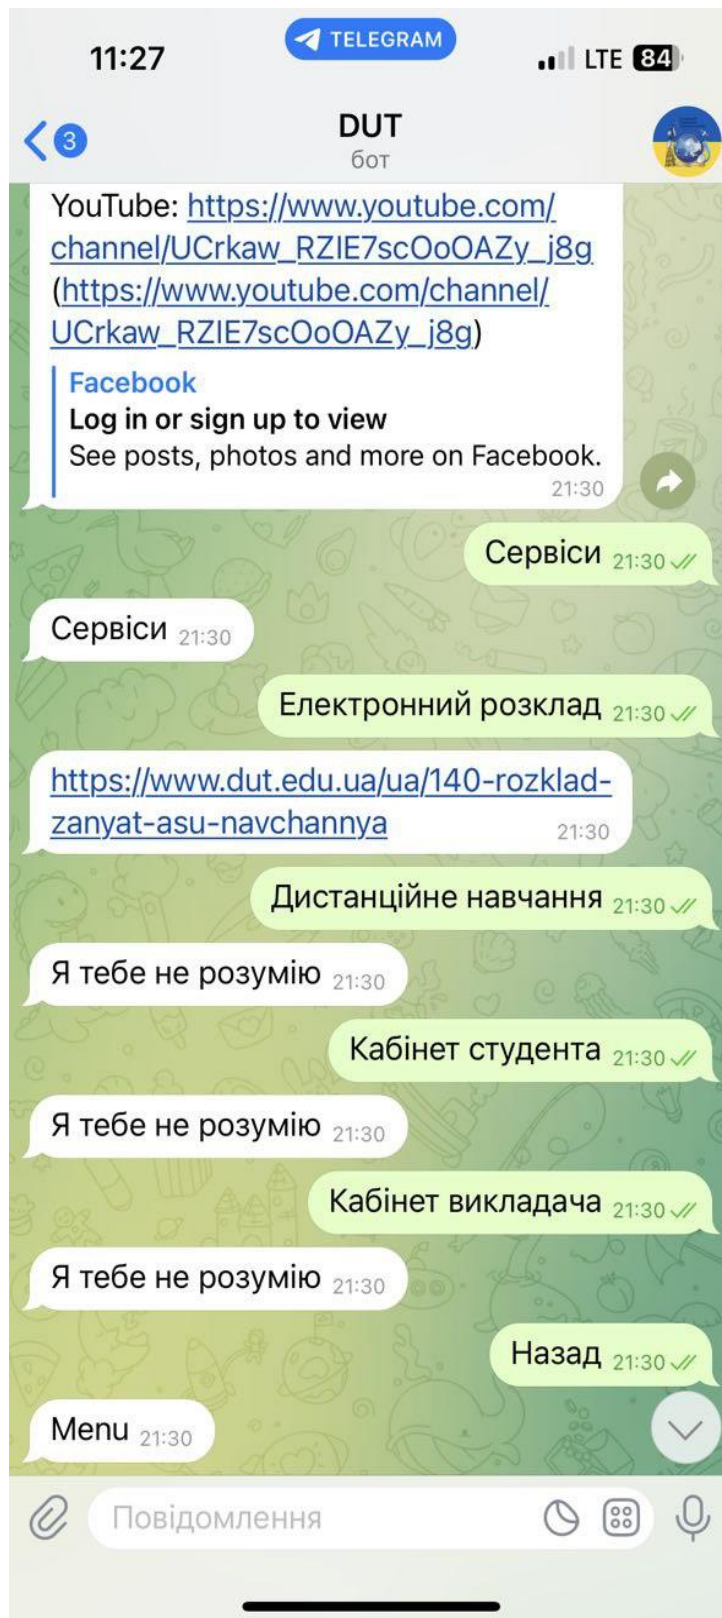 11:27
TELEGRAM
LTE 84
3
DUT
бот
YouTube: https://www.youtube.com/
channel/UCrkaw_RZIE7scOoOAZy_j8g
(https://www.youtube.com/channel/
UCrkaw_RZIE7scOoOAZy_j8g)
Facebook
Log in or sign up to view
See posts, photos and more on Facebook.
21:30
Сервіси 21:30
Сервіси 21:30
Електронний розклад 21:30
https://www.dut.edu.ua/ua/140-rozklad-
zanyat-asu-navchannya 21:30
Дистанційне навчання 21:30
Я тебе не розумію 21:30
Кабінет студента 21:30
Я тебе не розумію 21:30
Кабінет викладача 21:30
Я тебе не розумію 21:30
Назад 21:30
Menu 21:30
Повідомлення